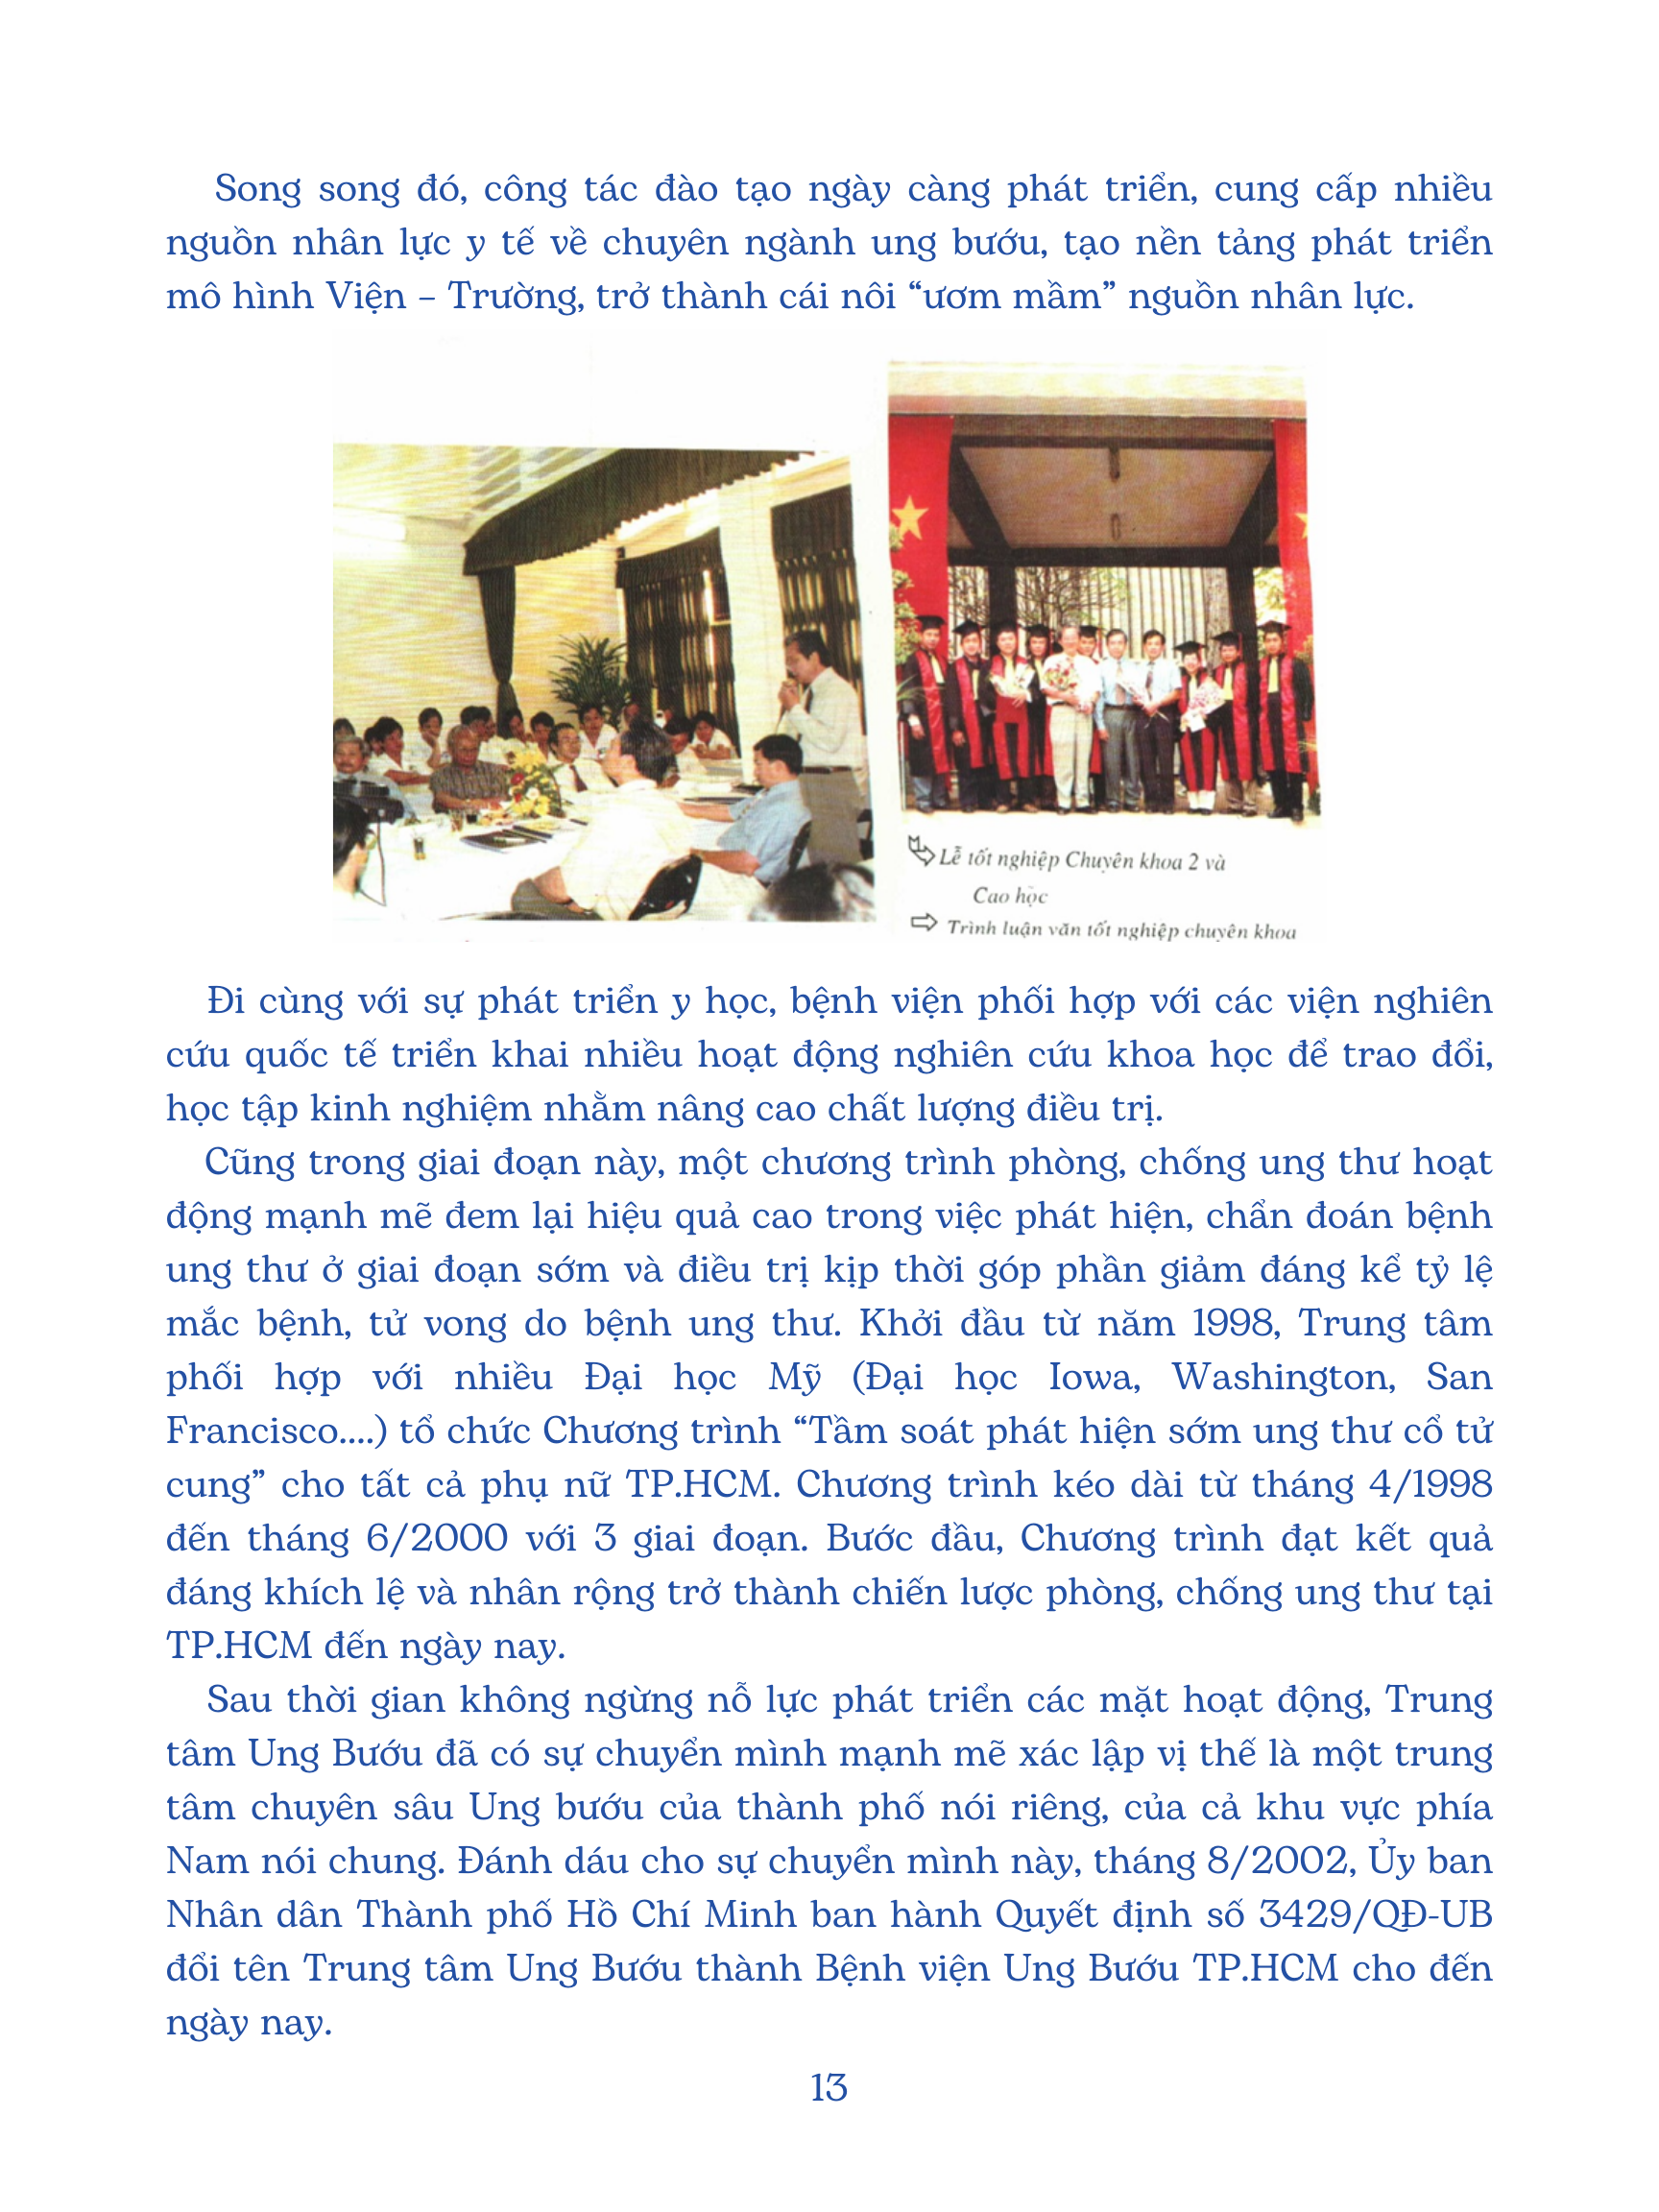 Song song đó, công tác đào tạo ngày càng phát triển, cung cấp nhiều
nguồn nhân lực y tế về chuyên ngành ung bướu, tạo nền tảng phát triển
mô hình Viện – Trường, trở thành cái nôi “ươm mầm” nguồn nhân lực.
Lễ tốt nghiệp Chuyên khoa 2 và
Cao học
Trình luận văn tốt nghiệp chuyên khoa
Đi cùng với sự phát triển y học, bệnh viện phối hợp với các viện nghiên
cứu quốc tế triển khai nhiều hoạt động nghiên cứu khoa học để trao đổi,
học tập kinh nghiệm nhằm nâng cao chất lượng điều trị.
Cũng trong giai đoạn này, một chương trình phòng, chống ung thư hoạt
động mạnh mẽ đem lại hiệu quả cao trong việc phát hiện, chẩn đoán bệnh
ung thư ở giai đoạn sớm và điều trị kịp thời góp phần giảm đáng kể tỷ lệ
mắc bệnh, tử vong do bệnh ung thư. Khởi đầu từ năm 1998, Trung tâm
phối hợp với nhiều Đại học Mỹ (Đại học Iowa, Washington, San
Francisco....) tổ chức Chương trình “Tầm soát phát hiện sớm ung thư cổ tử
cung” cho tất cả phụ nữ TP.HCM. Chương trình kéo dài từ tháng 4/1998
đến tháng 6/2000 với 3 giai đoạn. Bước đầu, Chương trình đạt kết quả
đáng khích lệ và nhân rộng trở thành chiến lược phòng, chống ung thư tại
TP.HCM đến ngày nay.
Sau thời gian không ngừng nỗ lực phát triển các mặt hoạt động, Trung
tâm Ung Bướu đã có sự chuyển mình mạnh mẽ xác lập vị thế là một trung
tâm chuyên sâu Ung bướu của thành phố nói riêng, của cả khu vực phía
Nam nói chung. Đánh dáu cho sự chuyển mình này, tháng 8/2002, Ủy ban
Nhân dân Thành phố Hồ Chí Minh ban hành Quyết định số 3429/QĐ-UB
đổi tên Trung tâm Ung Bướu thành Bệnh viện Ung Bướu TP.HCM cho đến
ngày nay.
13